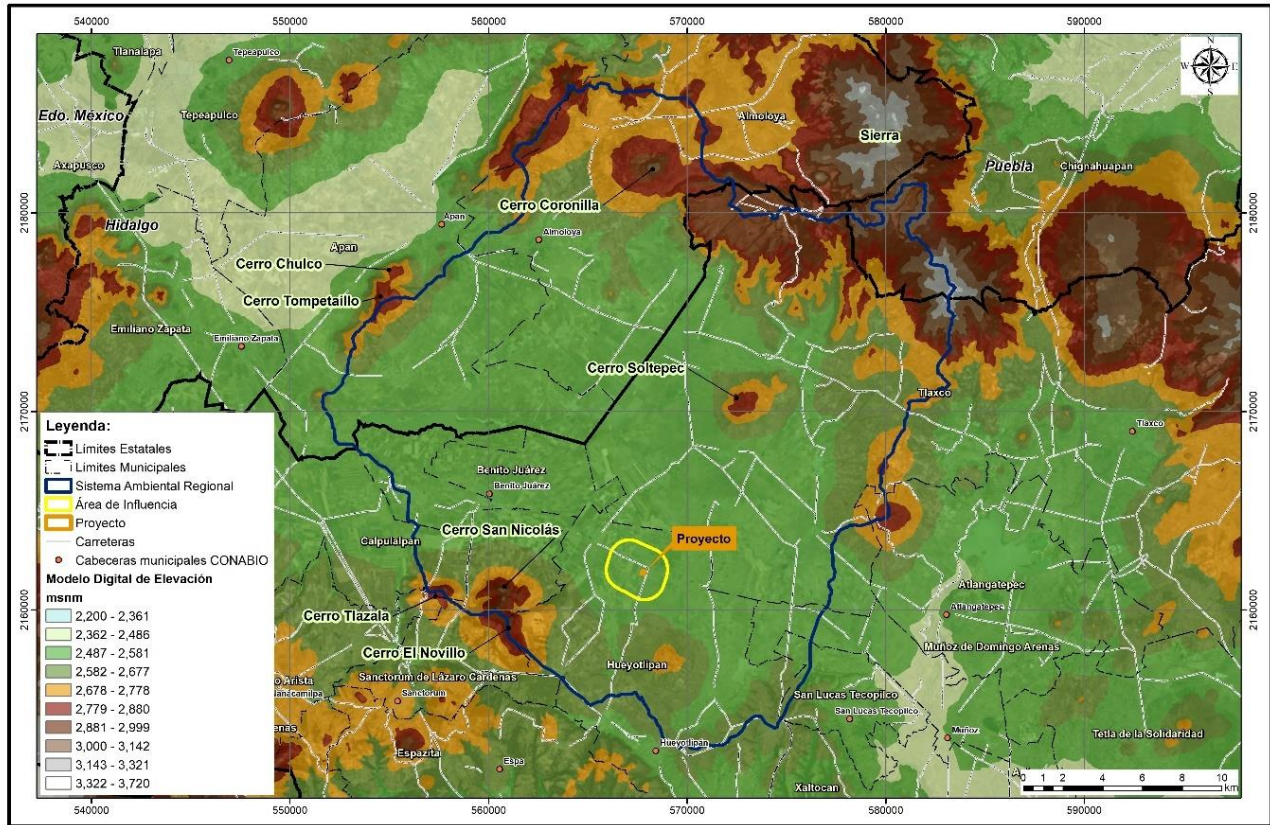 540000 550000 560000 570000 580000 590000
N
W E
S
Tlanalapa
Tepeapulco
Edo. México
Tepeapulco
Almoloya
Sierra
Axapusco
Puebla
Chignahuapan
2180000
Cerro Coronilla
2180000
Hidalgo
Apan
Almoloya
Apan
Cerro Chulco
Cerro Tompetaillo
Emiliano Zapata
Emiliano Zapata
Cerro Soltepec
Tlaxco
2170000
2170000
Tlaxco
Leyenda:
Límites Estatales
Límites Municipales
Sistema Ambiental Regional
Área de Influencia
Proyecto
Carreteras
Cabeceras municipales CONABIO
Modelo Digital de Elevación
msnm
2,200 - 2,361
2,362 - 2,486
2,487 - 2,581
2,582 - 2,677
2,678 - 2,778
2,779 - 2,880
2,881 - 2,999
3,000 - 3,142
3,143 - 3,321
3,322 - 3,720
Benito Juárez
Benito Juárez
Cerro San Nicolás
Calpulalpan
Proyecto
Atlangatepec
2160000
Cerro Tlazala
Atlangatepec
2160000
Cerro El Novillo
Muñoz de Domingo Arenas
Hueyotlipan
Sanctorum de Lázaro Cárdenas
o Arista
Sanctorum
San Lucas Tecopilco
San Lucas Tecopilco
enas
Muñoz
Tetla de la Solidaridad
Espazita
Hueyotlipán
Espa
A
Xaltocan
0 1 2 4 6 8 10
km
540000 550000 560000 570000 580000 590000